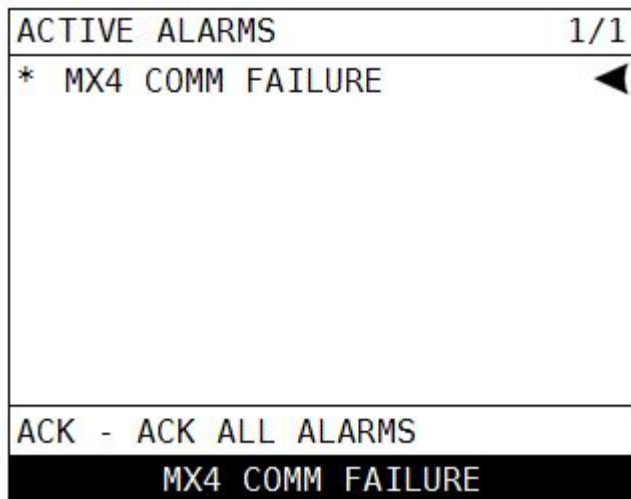 ACTIVE ALARMS 1/1
* MX4 COMM FAILURE
ACK - ACK ALL ALARMS
MX4 COMM FAILURE